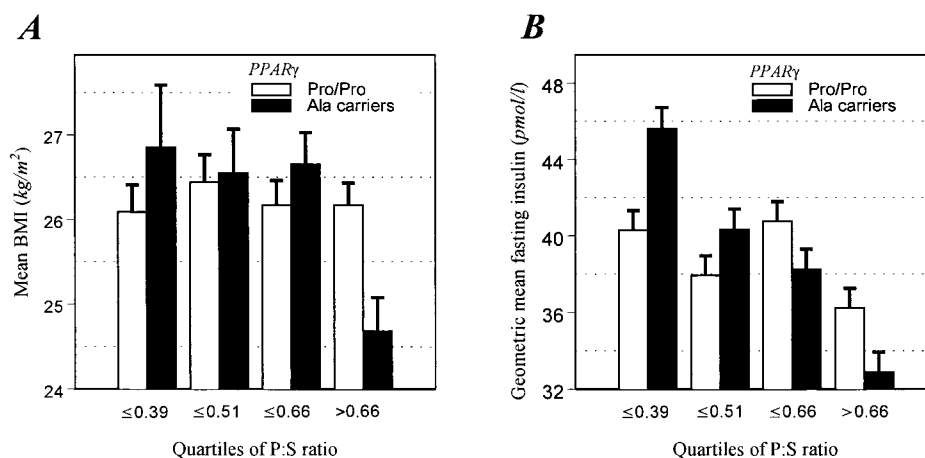 A
PPARγ
Pro/Pro
Ala carriers
Mean BMI (kg/m²)
27
26
25
24
≤0.39 ≤0.51 ≤0.66 >0.66
Quartiles of P:S ratio
B
PPARγ
Pro/Pro
Ala carriers
Geometric mean fasting insulin (pmol/l)
48
44
40
36
32
≤0.39 ≤0.51 ≤0.66 >0.66
Quartiles of P:S ratio